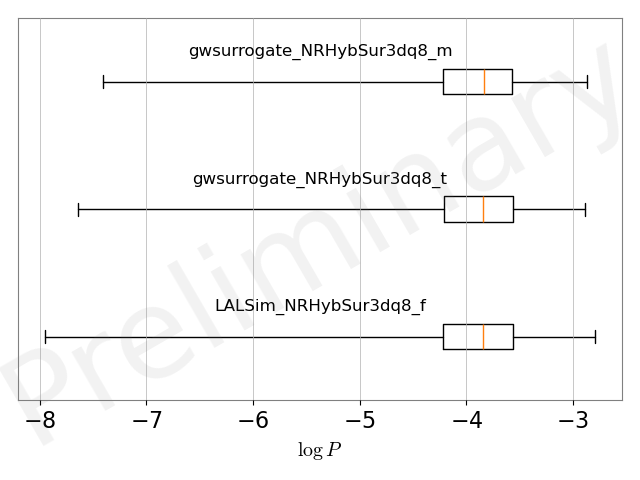 gwsurrogate_NRHybSur3dq8_m
gwsurrogate_NRHybSur3dq8_t
LALSim_NRHybSur3dq8_f
Preliminary
−8 −7 −6 −5 −4 −3
log P